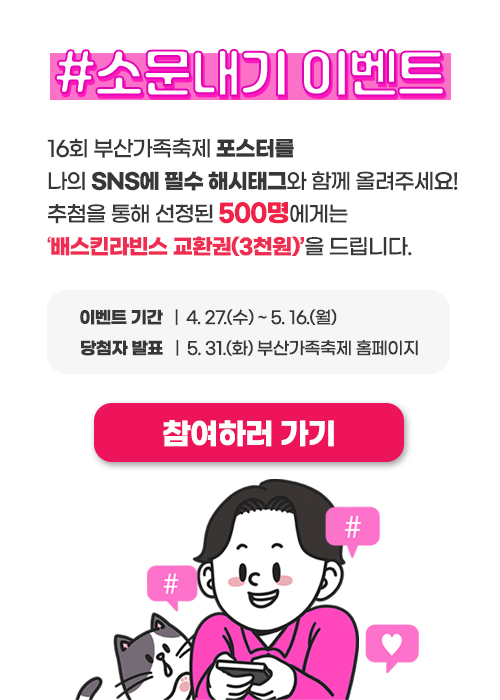 #소문내기 이벤트
16회 부산가족축제 포스터를
나의 SNS에 필수 해시태그와 함께 올려주세요!
추첨을 통해 선정된 500명에게는
‘배스킨라빈스 교환권(3천원)’을 드립니다.
이벤트 기간 | 4. 27.(수) ~ 5. 16.(월)
당첨자 발표 | 5. 31.(화) 부산가족축제 홈페이지
참여하러 가기
#
#